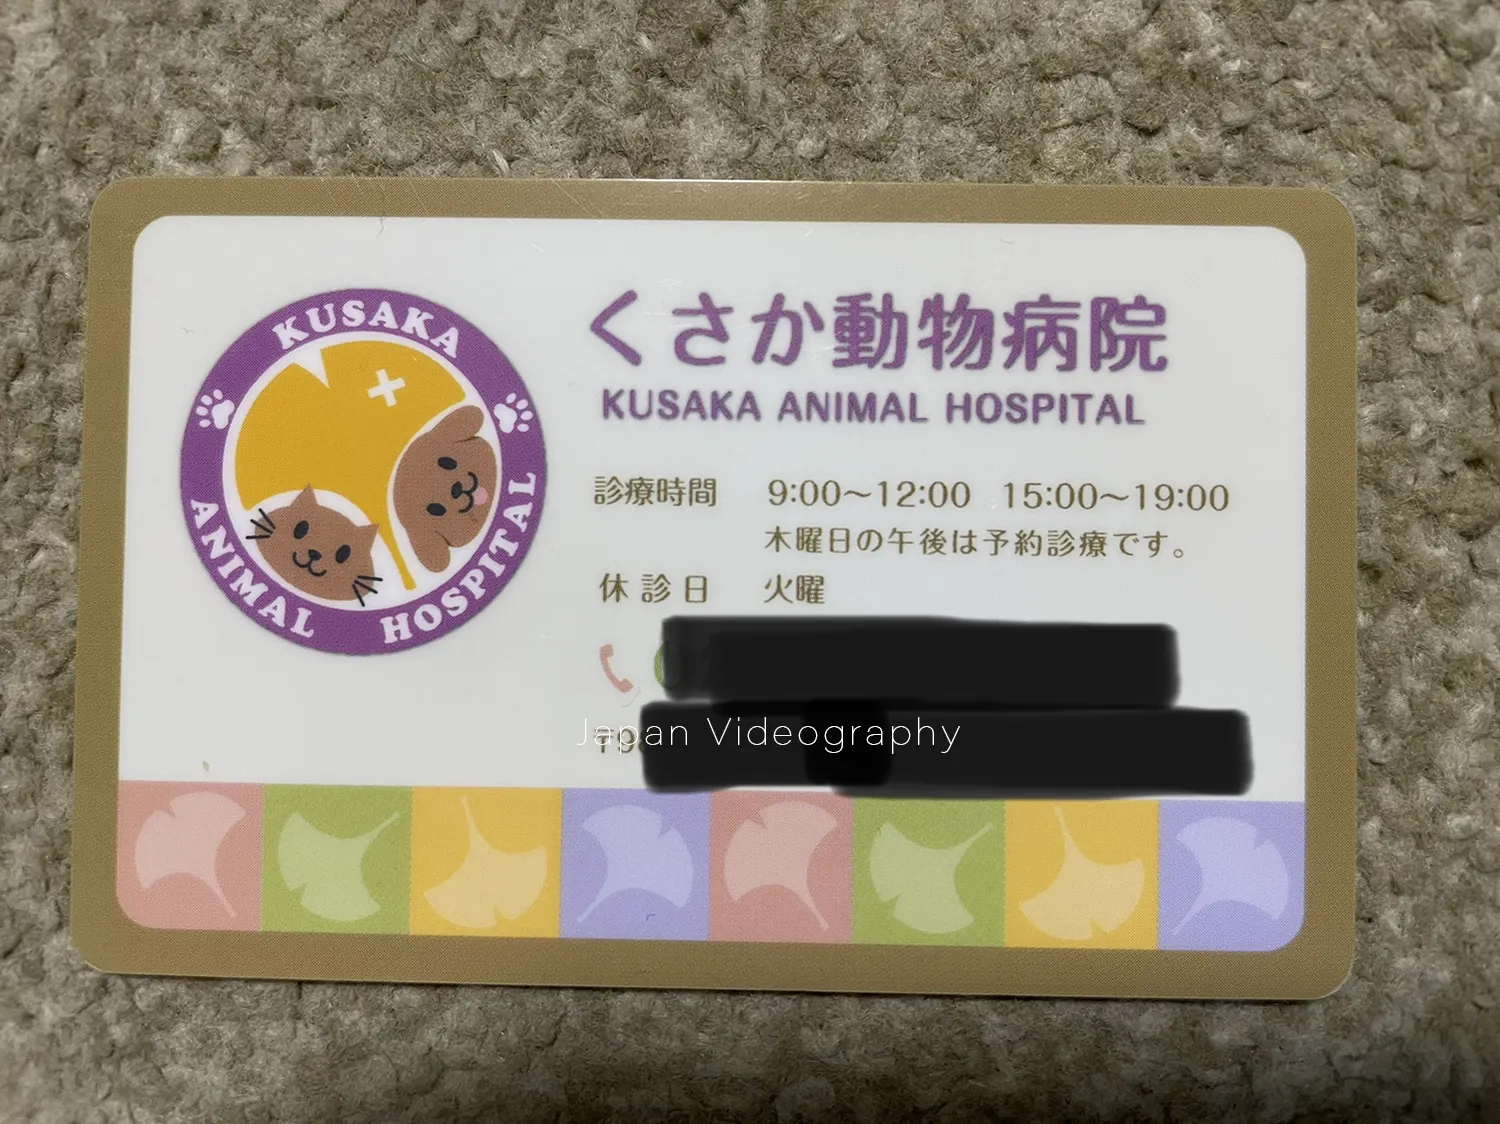 KUSAKA
ANIMAL HOSPITAL
くさか動物病院
KUSAKA ANIMAL HOSPITAL
診療時間 9:00〜12:00 15:00〜19:00
木曜日の午後は予約診療です。
休診日 火曜
Japan Videography